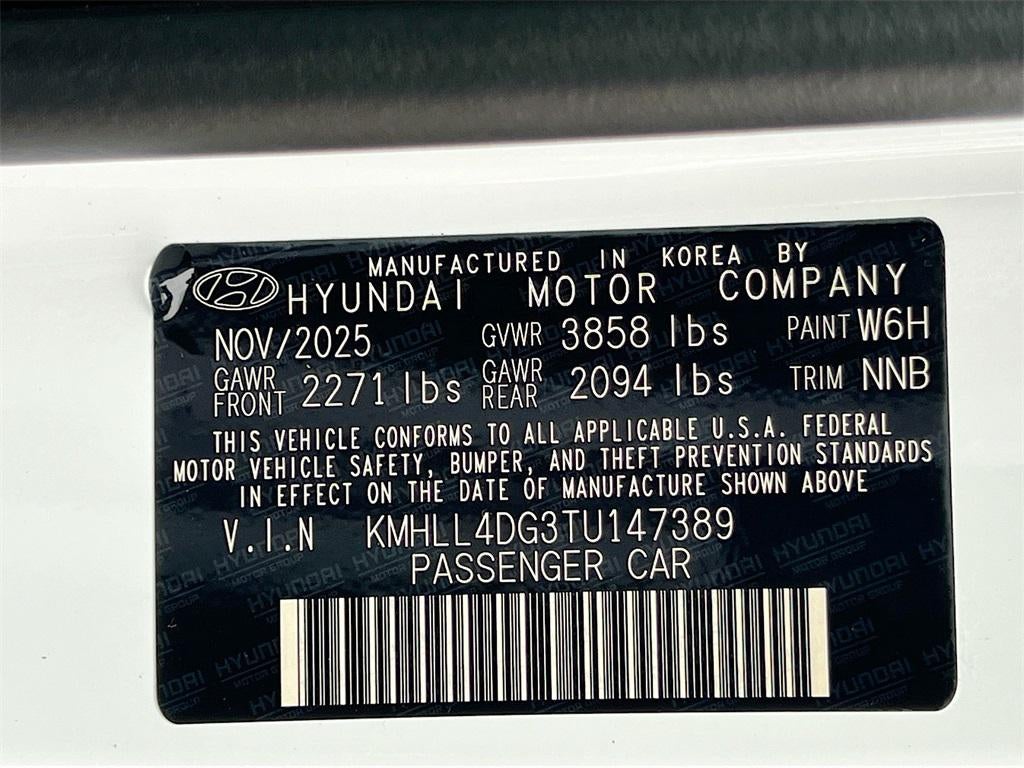 MANUFACTURED IN KOREA BY
HYUNDAI MOTOR COMPANY
NOV/2025 GVWR 3858 lbs PAINT W6H
GAWR FRONT 2271 lbs GAWR REAR 2094 lbs TRIM NNB
THIS VEHICLE CONFORMS TO ALL APPLICABLE U.S.A. FEDERAL
MOTOR VEHICLE SAFETY, BUMPER, AND THEFT PREVENTION STANDARDS
IN EFFECT ON THE DATE OF MANUFACTURE SHOWN ABOVE
V.I.N KMHLL4DG3TU147389
PASSENGER CAR